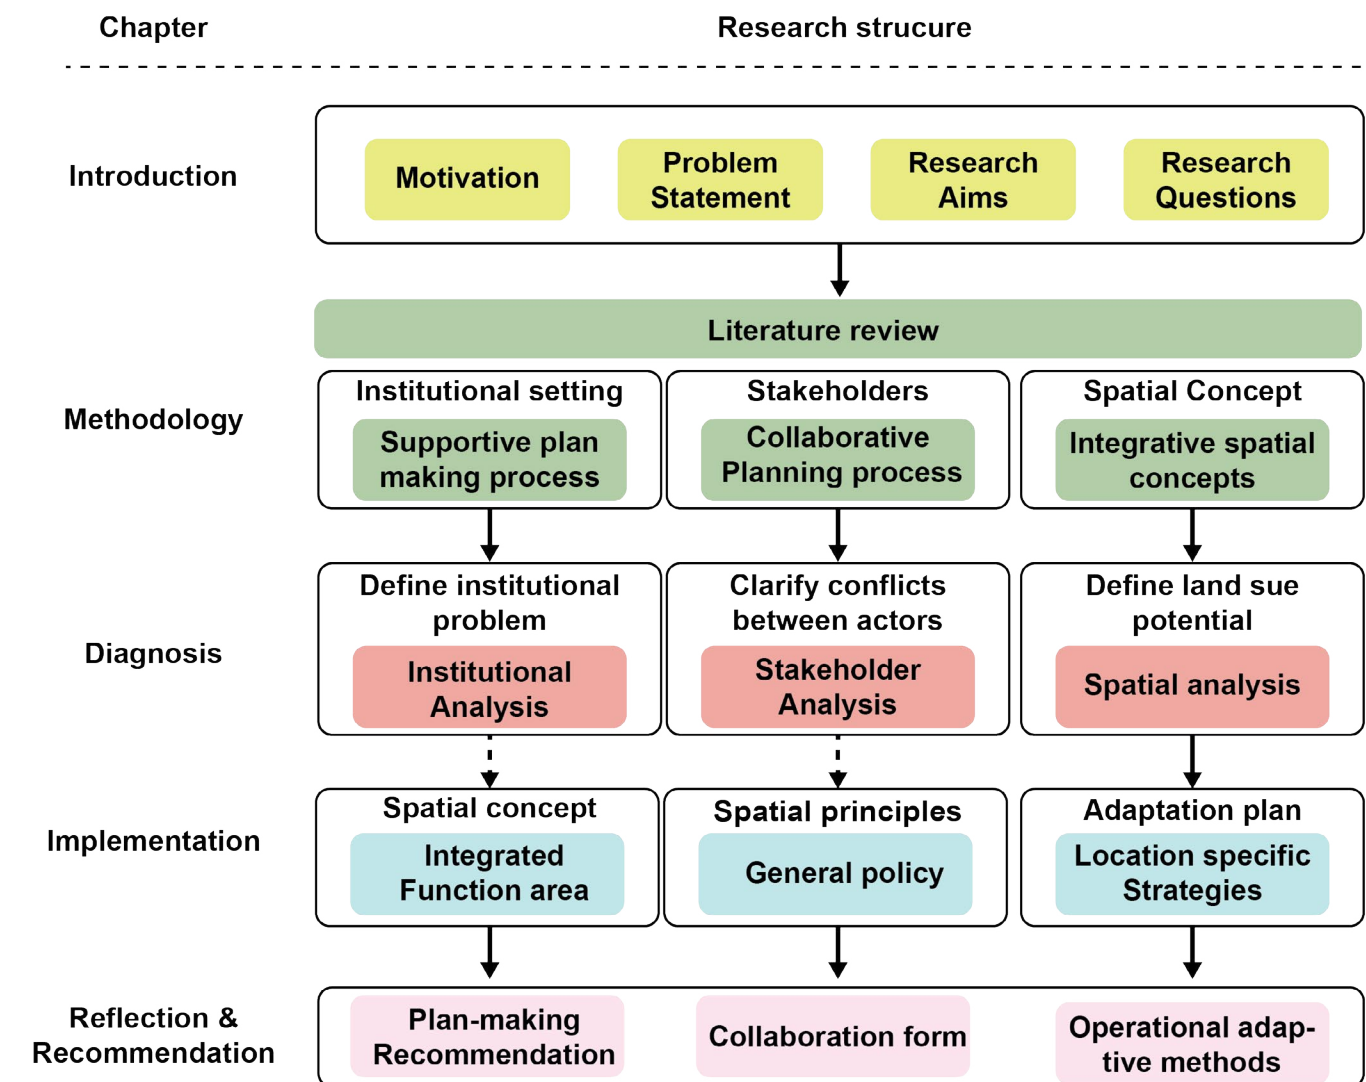 Chapter
Research strucure
Introduction
Motivation
Problem
Statement
Research
Aims
Research
Questions
Literature review
Methodology
Institutional setting
Supportive plan
making process
Stakeholders
Collaborative
Planning process
Spatial Concept
Integrative spatial
concepts
Diagnosis
Define institutional
problem
Institutional
Analysis
Clarify conflicts
between actors
Stakeholder
Analysis
Define land sue
potential
Spatial analysis
Implementation
Spatial concept
Integrated
Function area
Spatial principles
General policy
Adaptation plan
Location specific
Strategies
Reflection &
Recommendation
Plan-making
Recommendation
Collaboration form
Operational adap-
tive methods